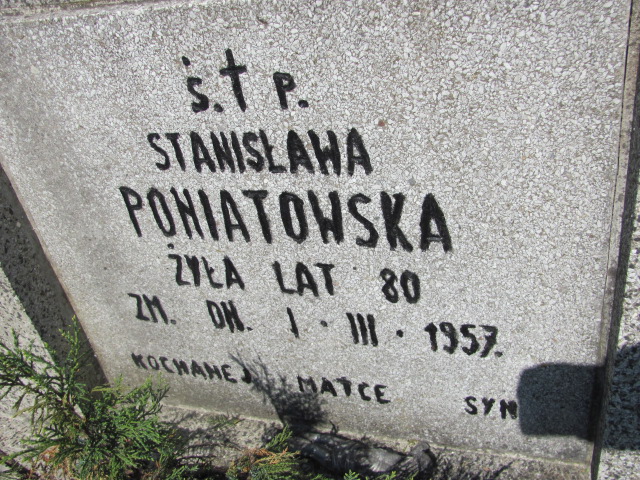 Ś.†P.
STANISŁAWA
PONIATOWSKA
ŻYŁA LAT 80
ZM. DN. 1 · III · 1957.
KOCHANEJ MATCE SYN